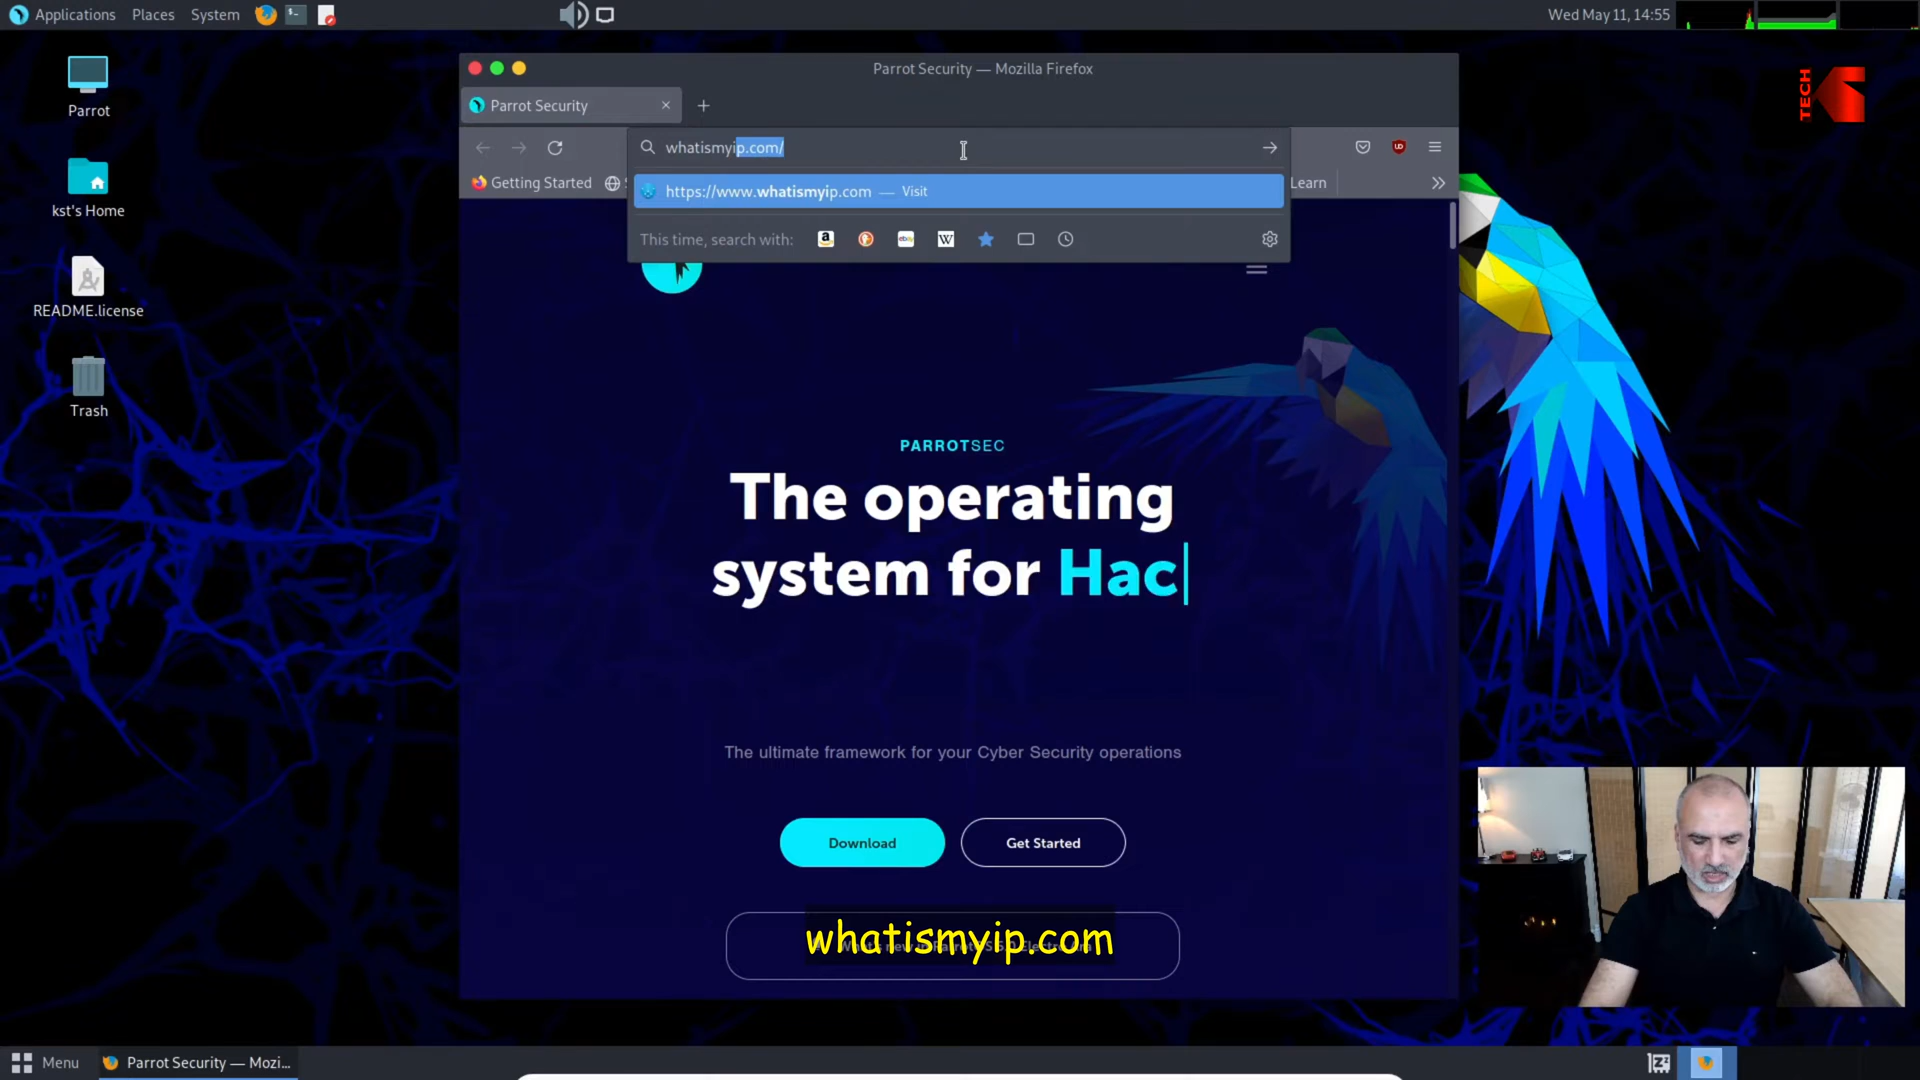 Applications Places System
Wed May 11, 14:55
Parrot
kst's Home
README.license
Trash
TECH
Parrot Security — Mozilla Firefox
Parrot Security
whatismyip.com/
Getting Started
Learn
https://www.whatismyip.com — Visit
This time, search with:
PARROTSEC
The operating
system for Hac
The ultimate framework for your Cyber Security operations
Download
Get Started
whatismyip.com
Menu
Parrot Security — Mozi...